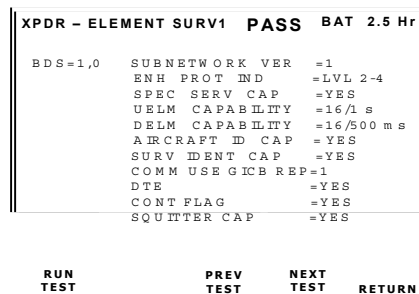 XPDR – ELEMENT SURV1 PASS BAT 2.5 Hr
BDS=1,0 SUBNETWORK VER =1
ENH PROT IND =LVL 2-4
SPEC SERV CAP =YES
UELM CAPABILITY =16/1 s
DELM CAPABILITY =16/500 ms
AIRCRAFT ID CAP =YES
SURV IDENT CAP =YES
COMM USE GICB REP=1
DTE =YES
CONT FLAG =YES
SQUITTER CAP =YES
RUN TEST PREV TEST NEXT TEST RETURN